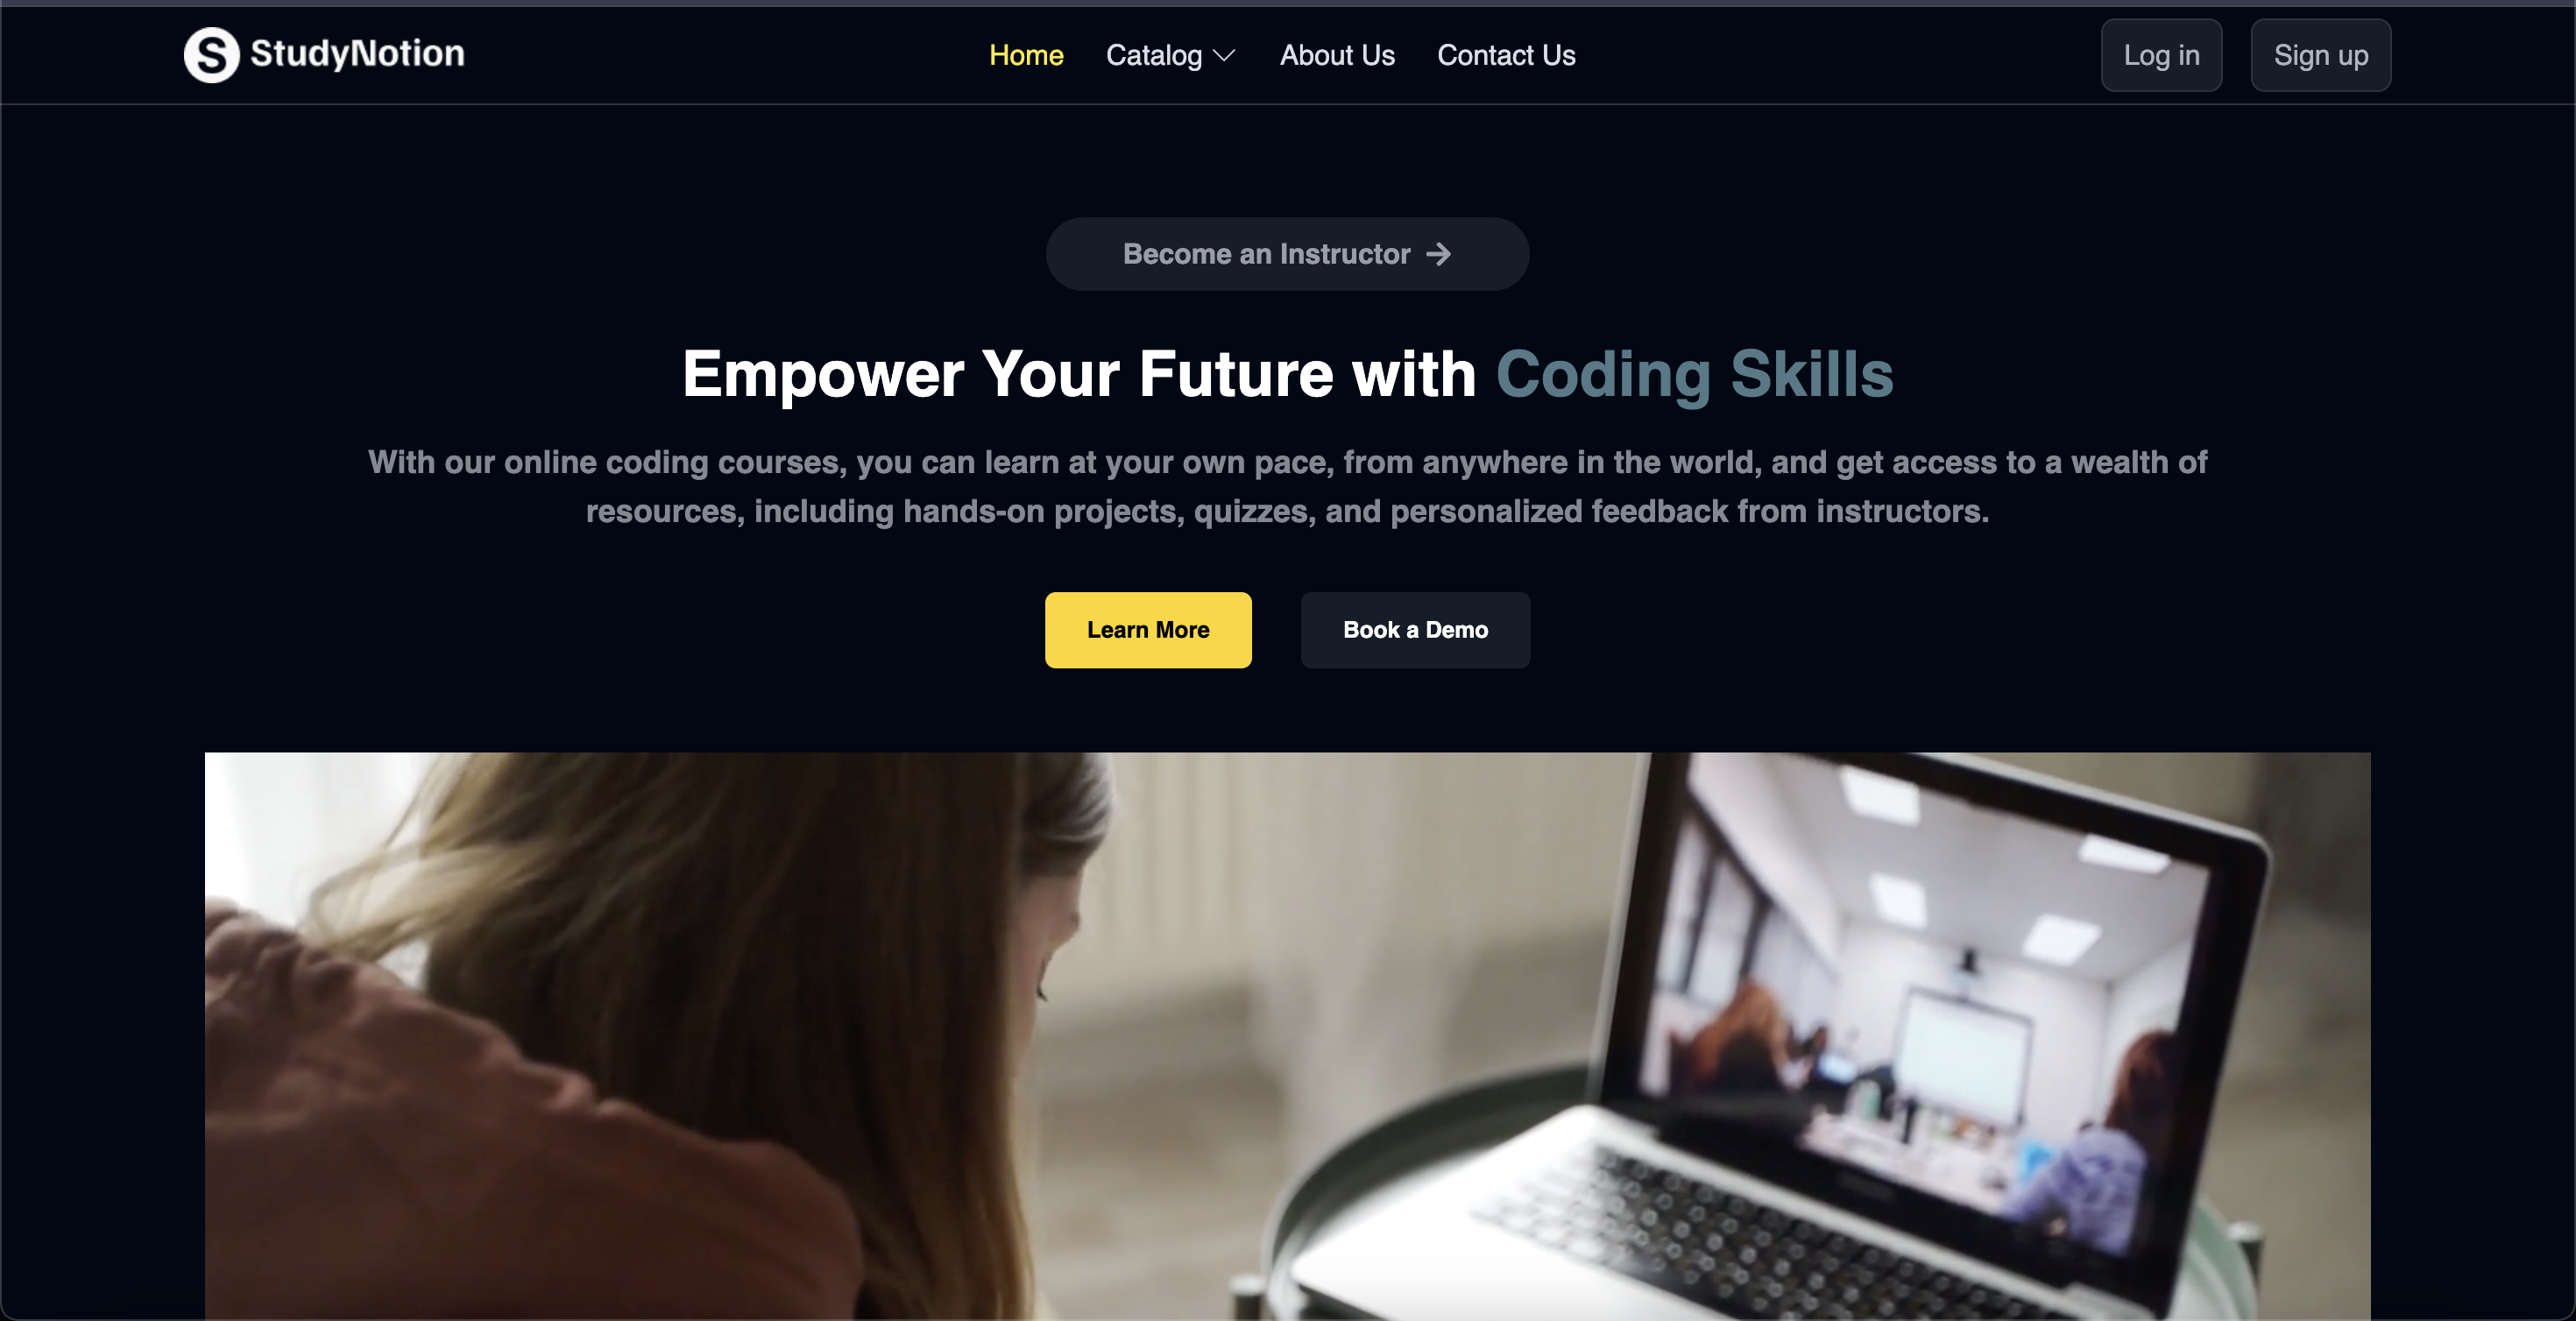 StudyNotion
Home Catalog About Us Contact Us
Log in Sign up
Become an Instructor →
Empower Your Future with Coding Skills
With our online coding courses, you can learn at your own pace, from anywhere in the world, and get access to a wealth of
resources, including hands-on projects, quizzes, and personalized feedback from instructors.
Learn More Book a Demo